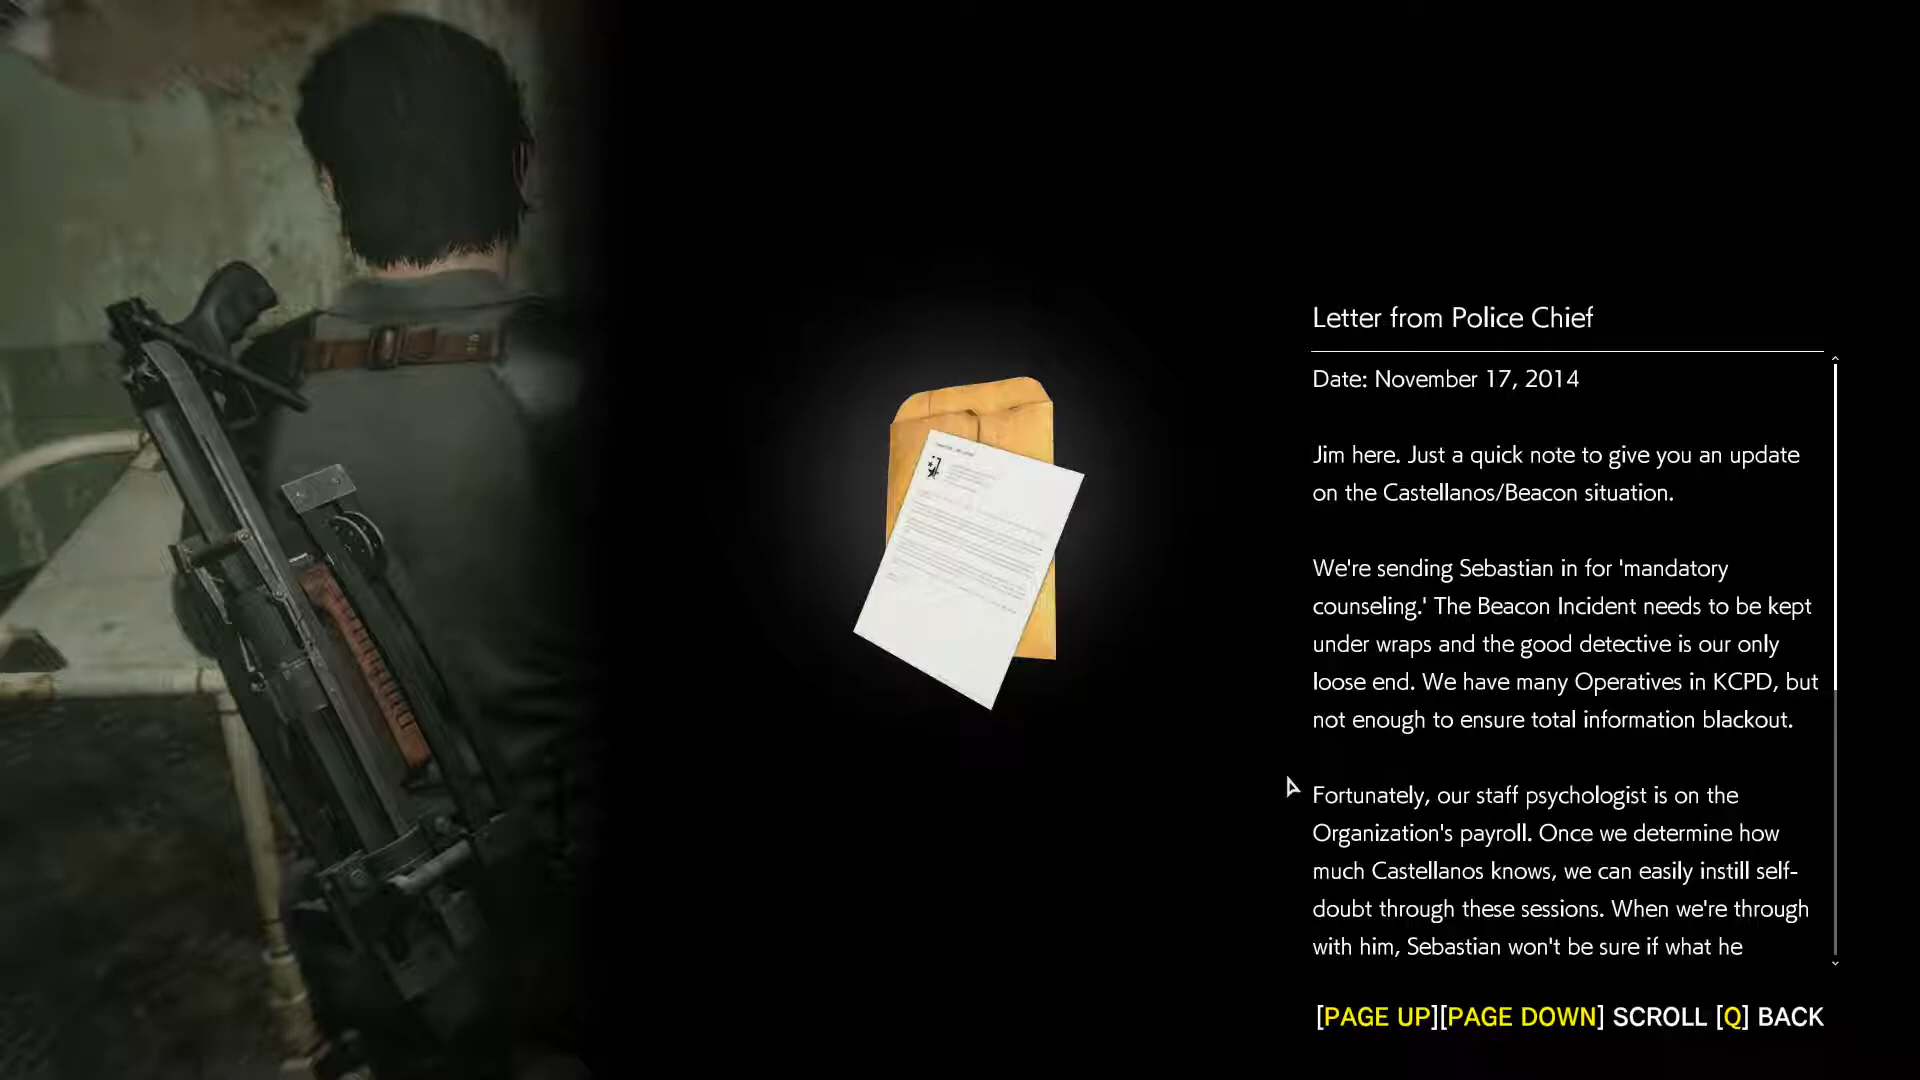 Letter from Police Chief
Date: November 17, 2014
Jim here. Just a quick note to give you an update
on the Castellanos/Beacon situation.
We're sending Sebastian in for 'mandatory
counseling.' The Beacon Incident needs to be kept
under wraps and the good detective is our only
loose end. We have many Operatives in KCPD, but
not enough to ensure total information blackout.
Fortunately, our staff psychologist is on the
Organization's payroll. Once we determine how
much Castellanos knows, we can easily instill self-
doubt through these sessions. When we're through
with him, Sebastian won't be sure if what he
[PAGE UP][PAGE DOWN] SCROLL [Q] BACK